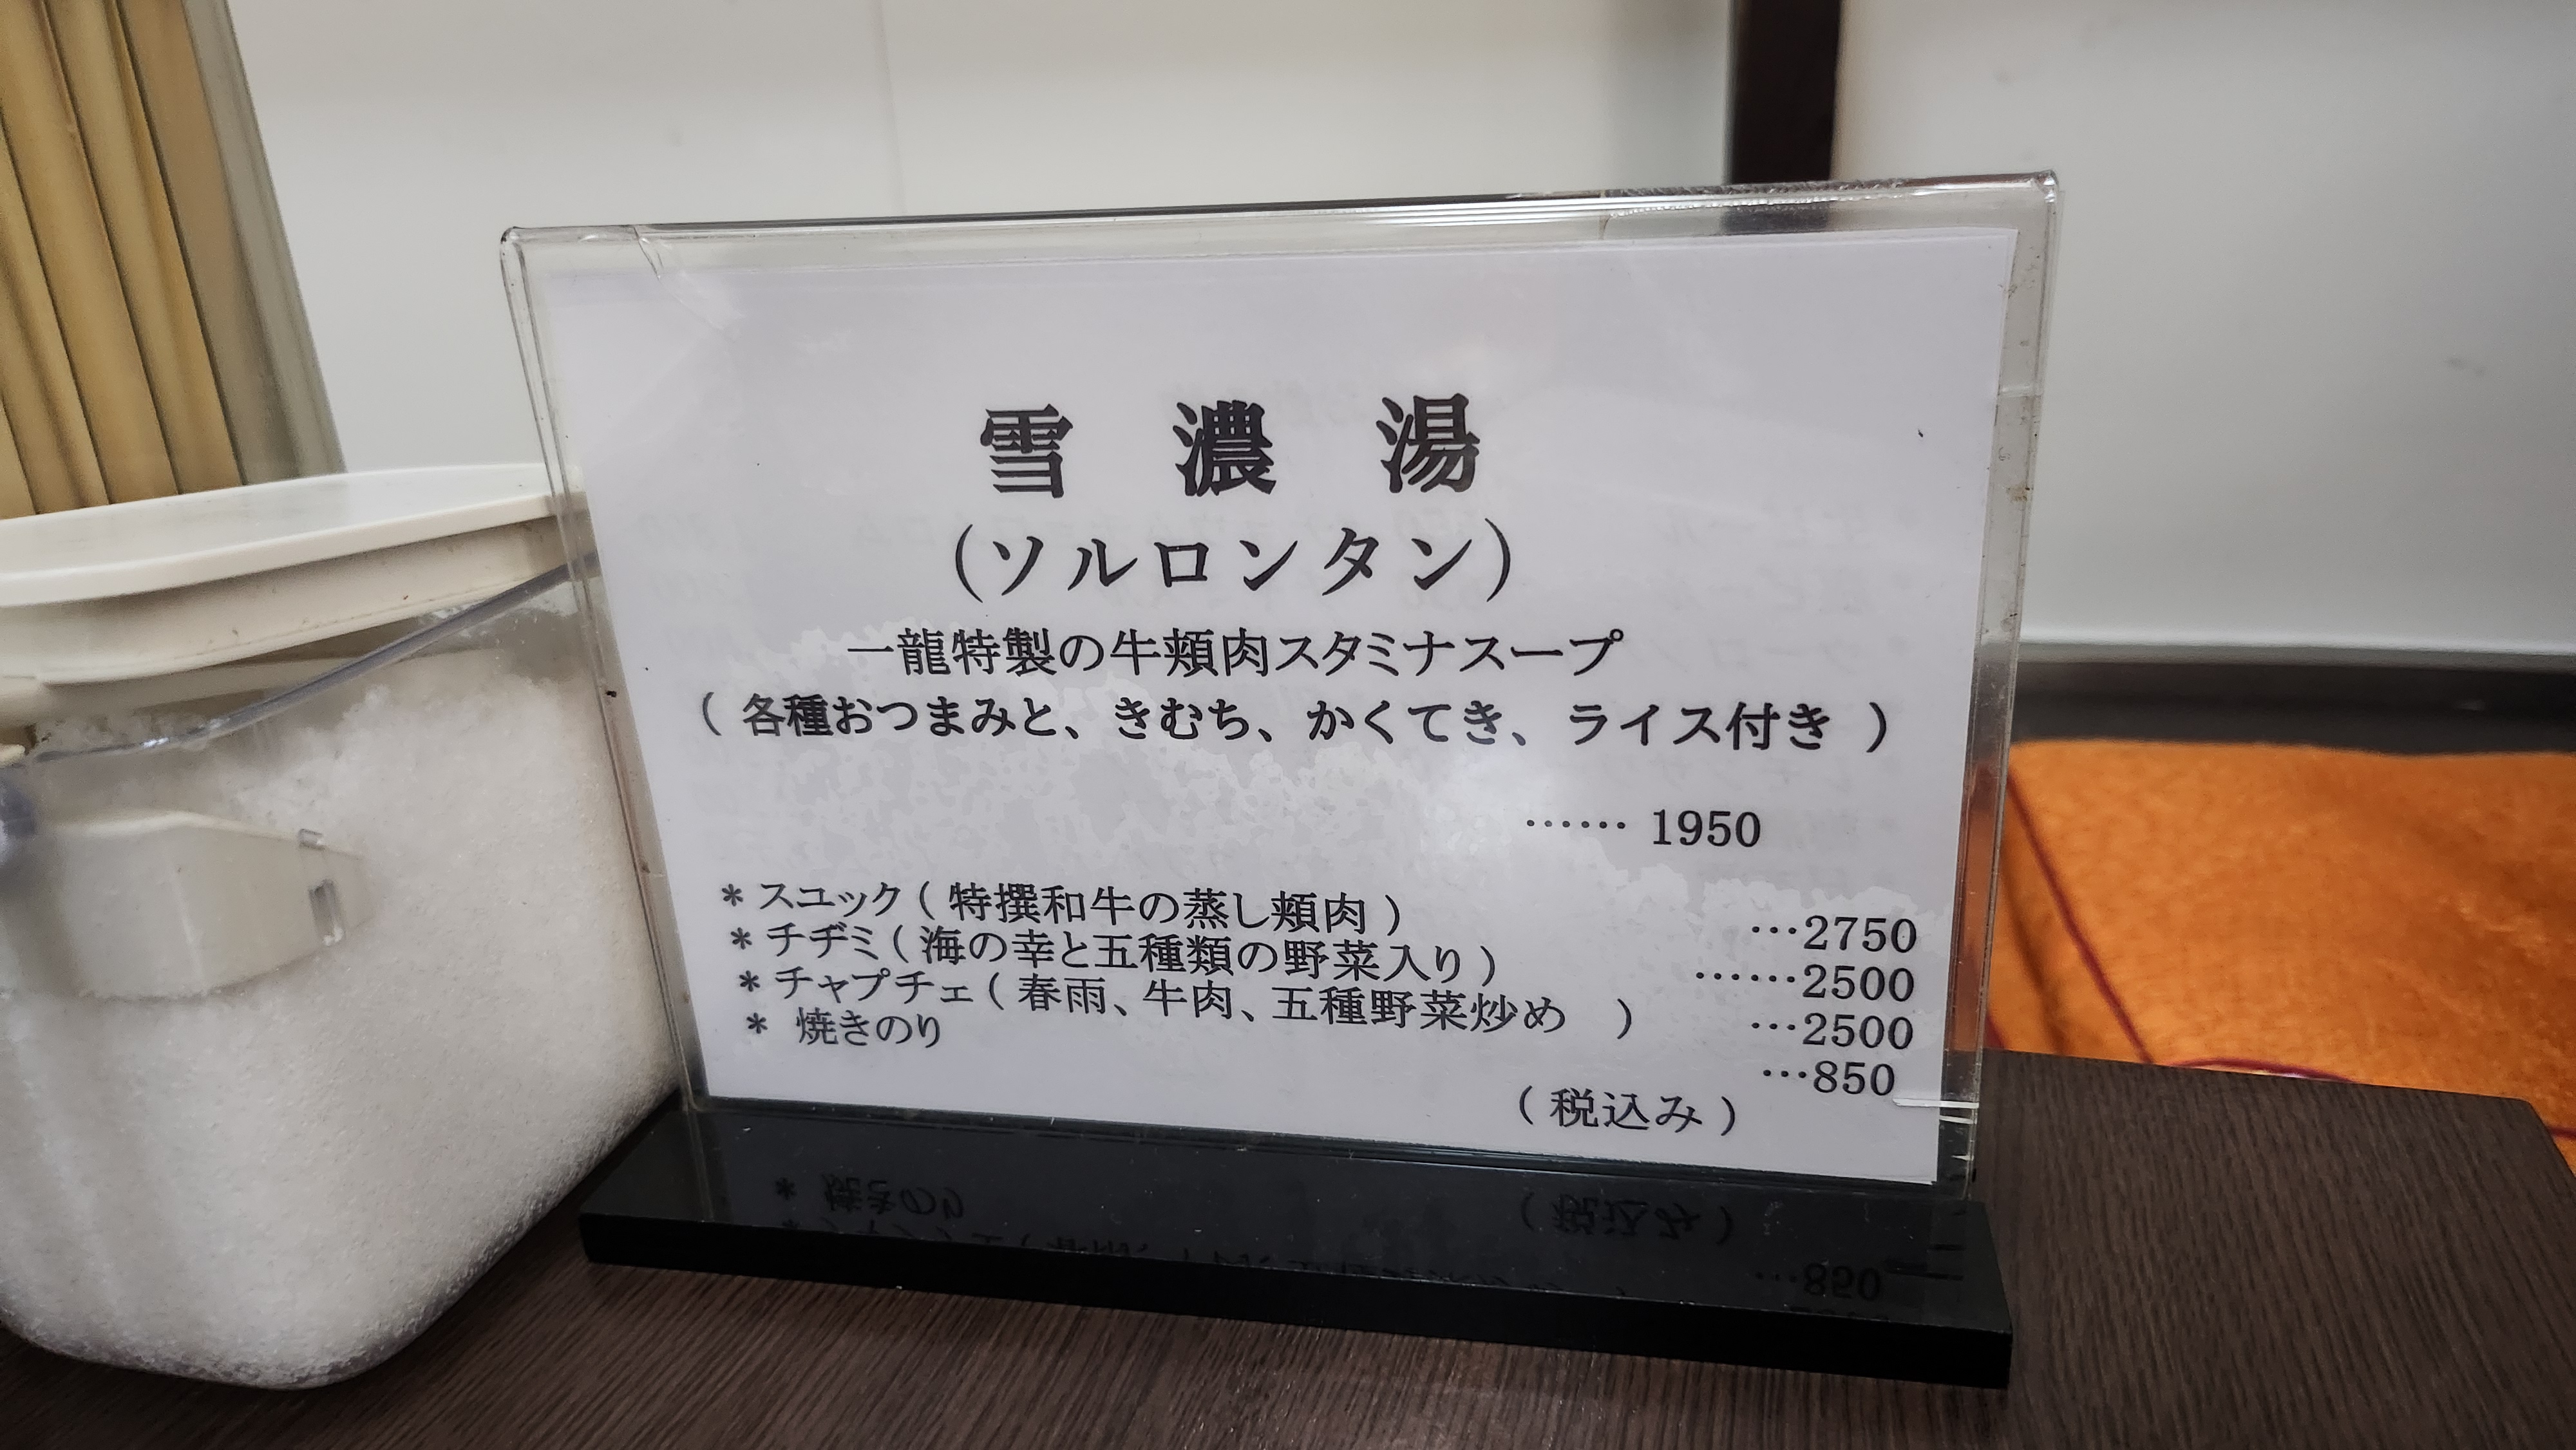 雪濃湯
(ソルロンタン)
一龍特製の牛頬肉スタミナスープ
( 各種おつまみと、きむち、かくてき、ライス付き )
…… 1950
* スユック ( 特撰和牛の蒸し頬肉 ) …2750
* チヂミ ( 海の幸と五種類の野菜入り ) ……2500
* チャプチェ ( 春雨、牛肉、五種野菜炒め ) …2500
* 焼きのり …850
( 税込み )